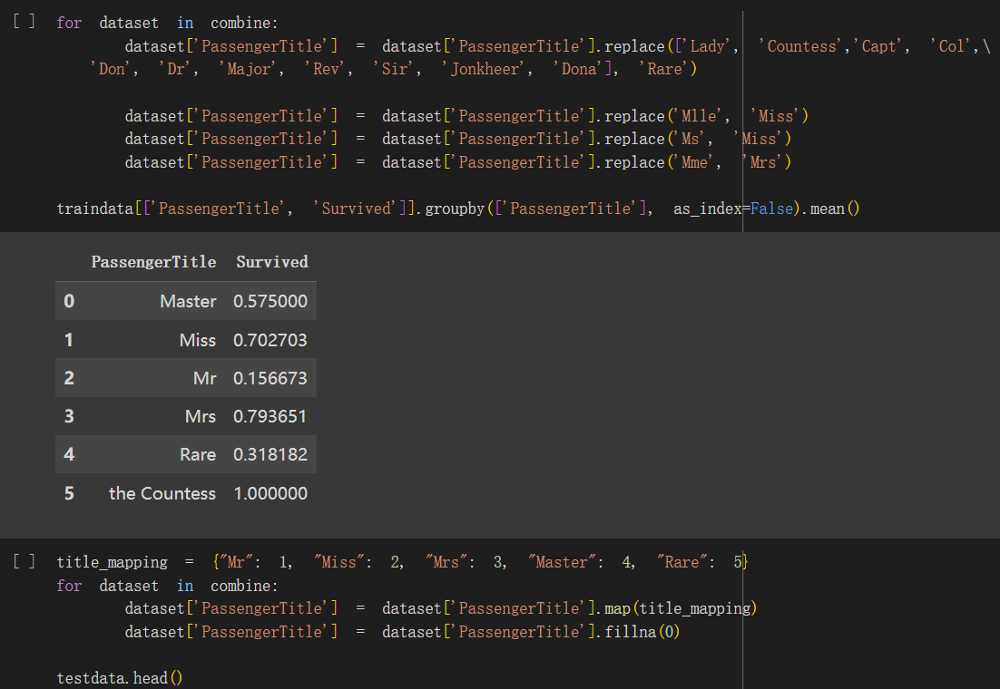 [ ] for dataset in combine:
dataset['PassengerTitle'] = dataset['PassengerTitle'].replace(['Lady', 'Countess','Capt', 'Col',\
'Don', 'Dr', 'Major', 'Rev', 'Sir', 'Jonkheer', 'Dona'], 'Rare')
dataset['PassengerTitle'] = dataset['PassengerTitle'].replace('Mlle', 'Miss')
dataset['PassengerTitle'] = dataset['PassengerTitle'].replace('Ms', 'Miss')
dataset['PassengerTitle'] = dataset['PassengerTitle'].replace('Mme', 'Mrs')
traindata[['PassengerTitle', 'Survived']].groupby(['PassengerTitle'], as_index=False).mean()
PassengerTitle Survived
0 Master 0.575000
1 Miss 0.702703
2 Mr 0.156673
3 Mrs 0.793651
4 Rare 0.318182
5 the Countess 1.000000
[ ] title_mapping = {"Mr": 1, "Miss": 2, "Mrs": 3, "Master": 4, "Rare": 5}
for dataset in combine:
dataset['PassengerTitle'] = dataset['PassengerTitle'].map(title_mapping)
dataset['PassengerTitle'] = dataset['PassengerTitle'].fillna(0)
testdata.head()